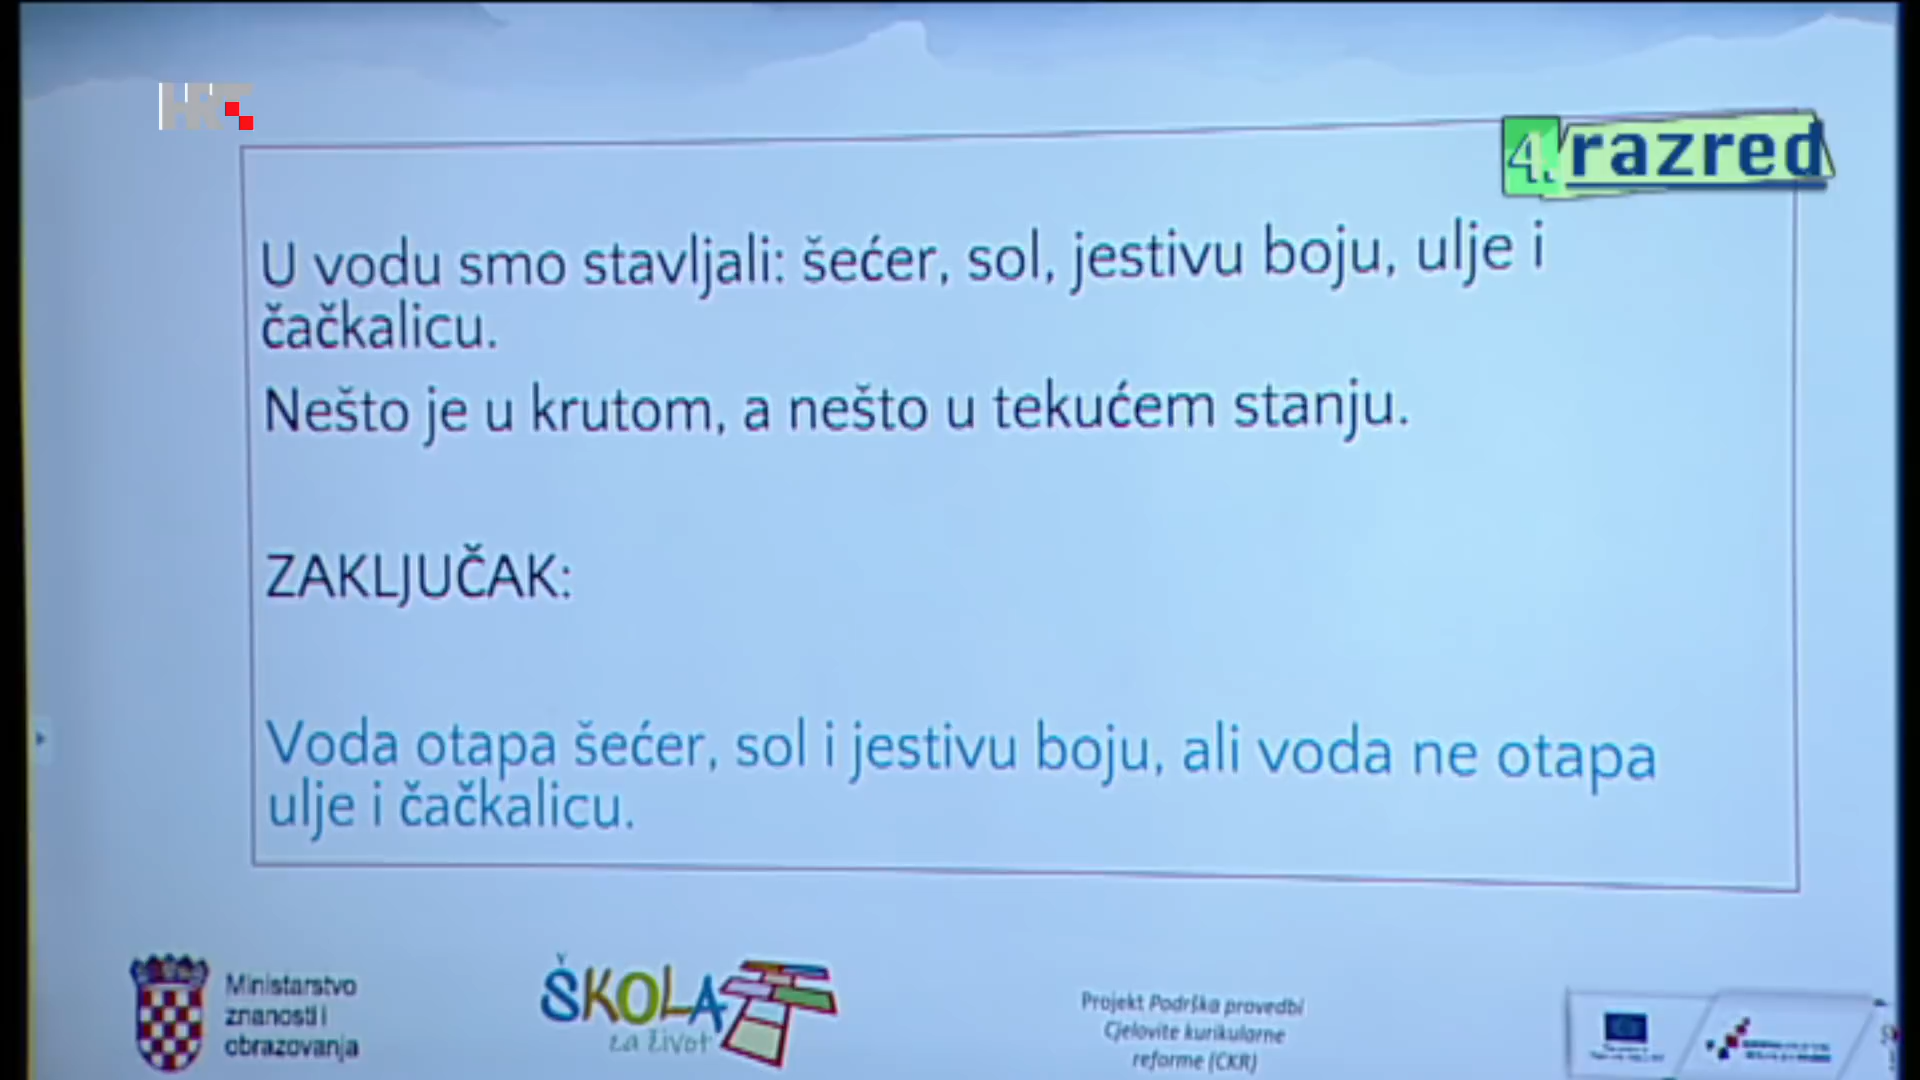 HRT
4. razred
U vodu smo stavljali: šećer, sol, jestivu boju, ulje i
čačkalicu.
Nešto je u krutom, a nešto u tekućem stanju.
ZAKLJUČAK:
Voda otapa šećer, sol i jestivu boju, ali voda ne otapa
ulje i čačkalicu.
Ministarstvo
znanosti i
obrazovanja
ŠKOLA
za život
Projekt Podrška provedbi
Cjelovite kurikularne
reforme (CKR)